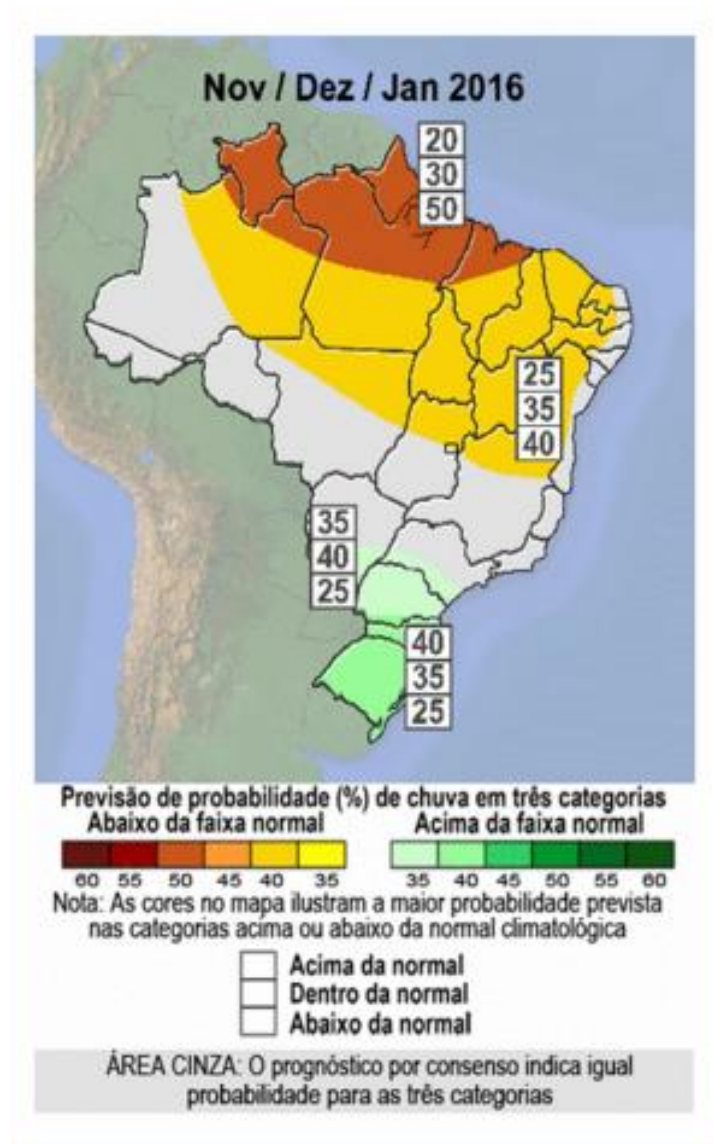 Nov / Dez / Jan 2016
20
30
50
25
35
40
35
40
25
40
35
25
Previsão de probabilidade (%) de chuva em três categorias
Abaixo da faixa normal Acima da faixa normal
60 55 50 45 40 35 35 40 45 50 55 60
Nota: As cores no mapa ilustram a maior probabilidade prevista
nas categorias acima ou abaixo da normal climatológica
Acima da normal
Dentro da normal
Abaixo da normal
ÁREA CINZA: O prognóstico por consenso indica igual
probabilidade para as três categorias